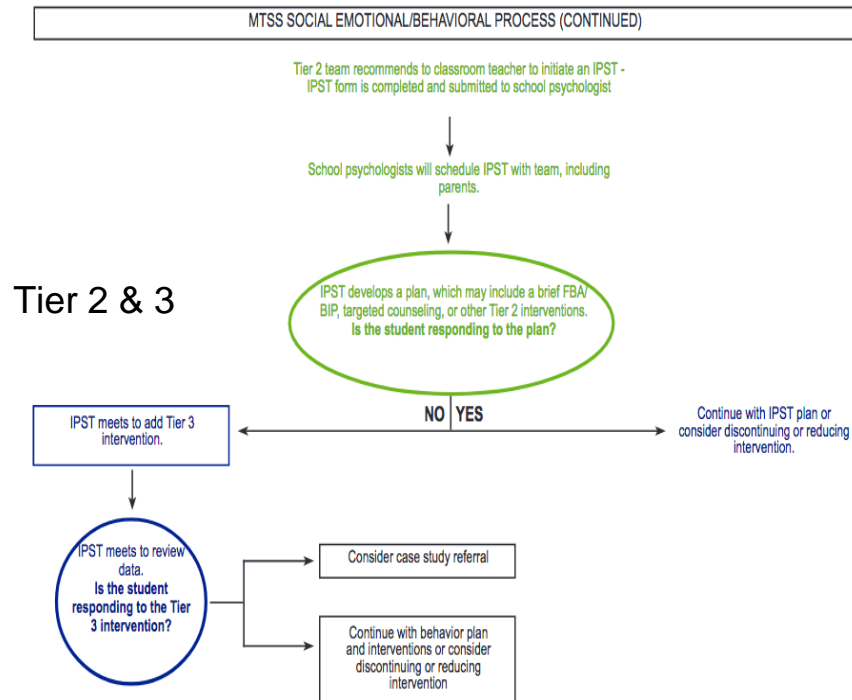 MTSS SOCIAL EMOTIONAL/BEHAVIORAL PROCESS (CONTINUED)
Tier 2 team recommends to classroom teacher to initiate an IPST -
IPST form is completed and submitted to school psychologist
School psychologists will schedule IPST with team, including
parents.
Tier 2 & 3
IPST develops a plan, which may include a brief FBA/
BIP, targeted counseling, or other Tier 2 interventions.
Is the student responding to the plan?
NO YES
IPST meets to add Tier 3
intervention.
Continue with IPST plan or
consider discontinuing or reducing
intervention.
IPST meets to review
data.
Is the student
responding to the Tier
3 intervention?
Consider case study referral
Continue with behavior plan
and interventions or consider
discontinuing or reducing
intervention